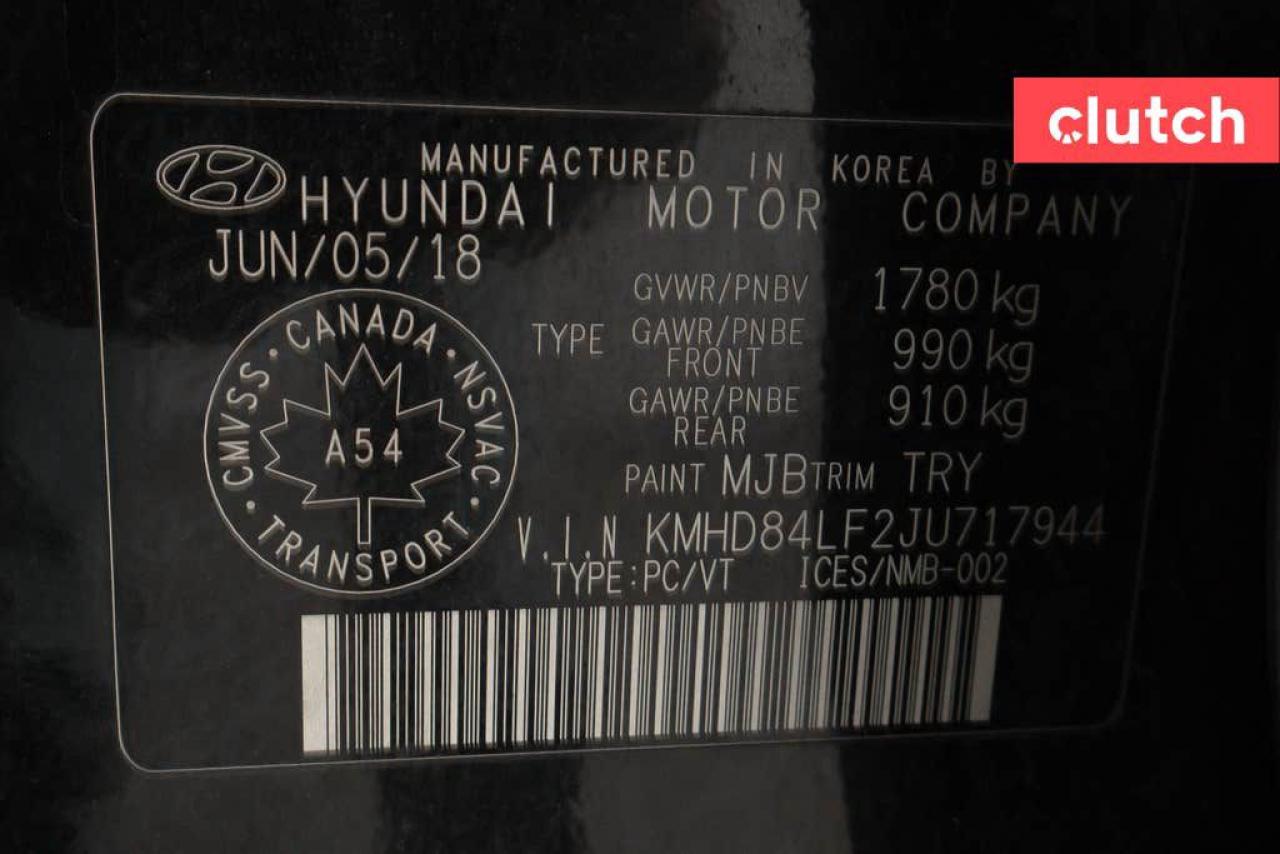 clutch
MANUFACTURED IN KOREA BY
HYUNDAI MOTOR COMPANY
JUN/05/18
GVWR/PNBV 1780 kg
TYPE GAWR/PNBE FRONT 990 kg
GAWR/PNBE REAR 910 kg
PAINT MJB TRIM TRY
V.I.N KMHD84LF2JU717944
TYPE:PC/VT ICES/NMB-002
CANADA
CMVSS · NSVAC
A54
TRANSPORT